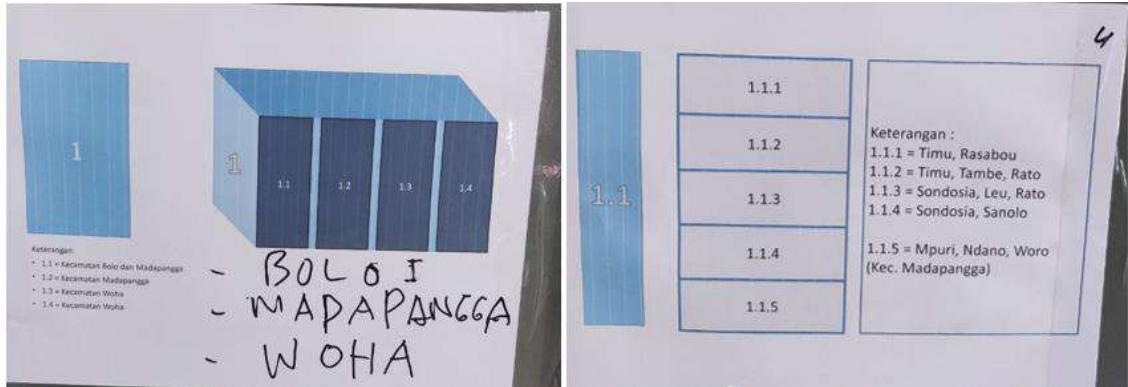 1
1
1.1
1.2
1.3
1.4
Keterangan:
• 1.1 = Kecamatan Bolo dan Madapangga
• 1.2 = Kecamatan Madapangga
• 1.3 = Kecamatan Woha
• 1.4 = Kecamatan Woha
- BOLO I
- MADAPANGGA
- WOHA
4
1.1
1.1.1
1.1.2
1.1.3
1.1.4
1.1.5
Keterangan :
1.1.1 = Timu, Rasabou
1.1.2 = Timu, Tambe, Rato
1.1.3 = Sondosia, Leu, Rato
1.1.4 = Sondosia, Sanolo
1.1.5 = Mpuri, Ndano, Woro
(Kec. Madapangga)